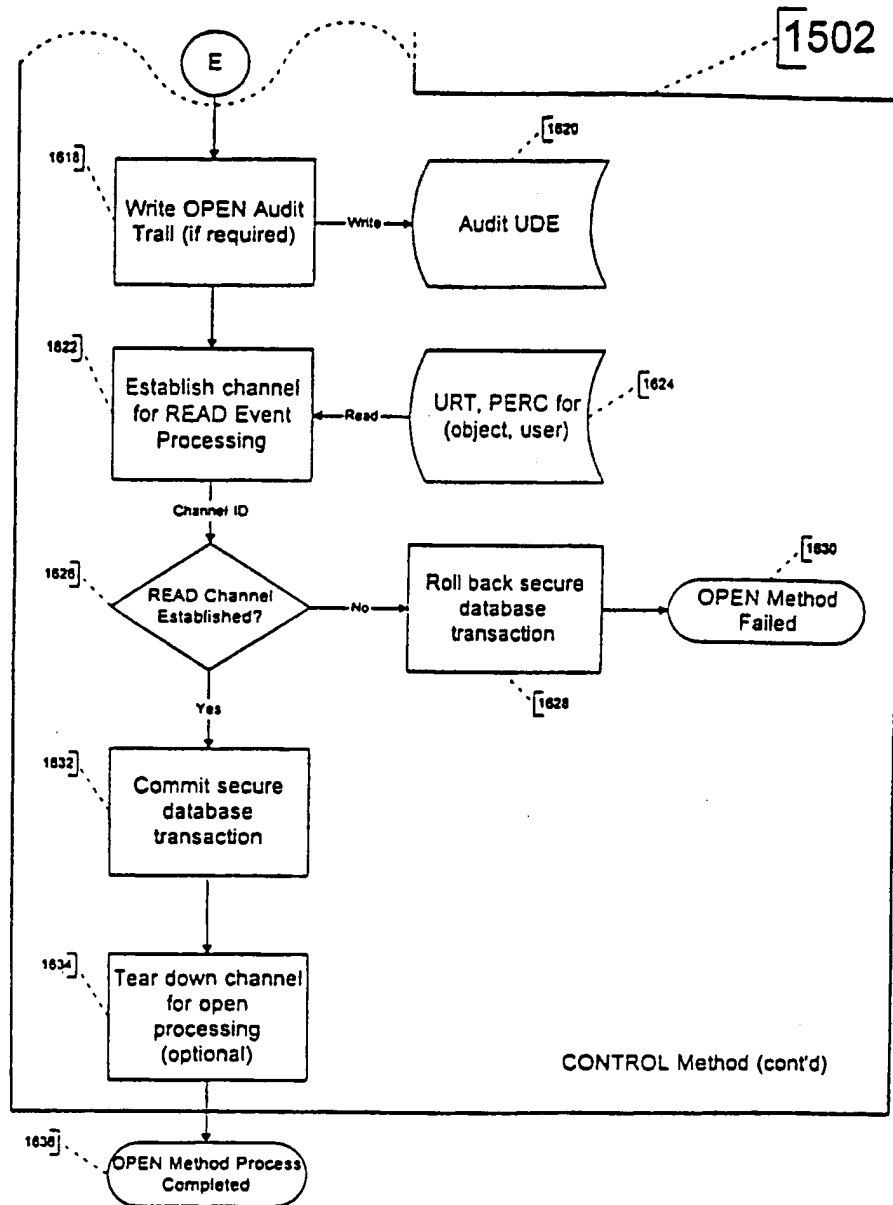 E
1502
1618
Write OPEN Audit
Trail (if required)
Write
1620
Audit UDE
1622
Establish channel
for READ Event
Processing
Read
URT, PERC for
(object, user)
1624
Channel ID
1626
READ Channel
Established?
No
Roll back secure
database
transaction
1628
1630
OPEN Method
Failed
Yes
1632
Commit secure
database
transaction
1634
Tear down channel
for open
processing
(optional)
CONTROL Method (cont'd)
1636
OPEN Method Process
Completed